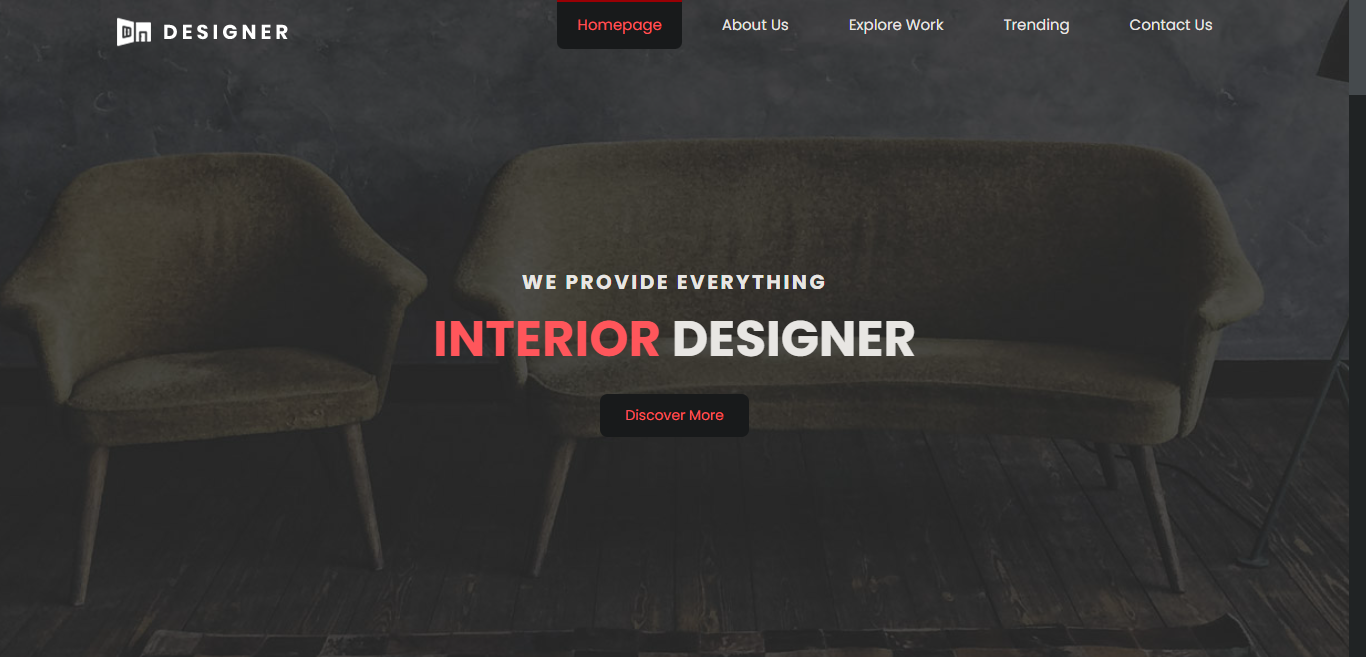 DESIGNER
Homepage About Us Explore Work Trending Contact Us
WE PROVIDE EVERYTHING
INTERIOR DESIGNER
Discover More